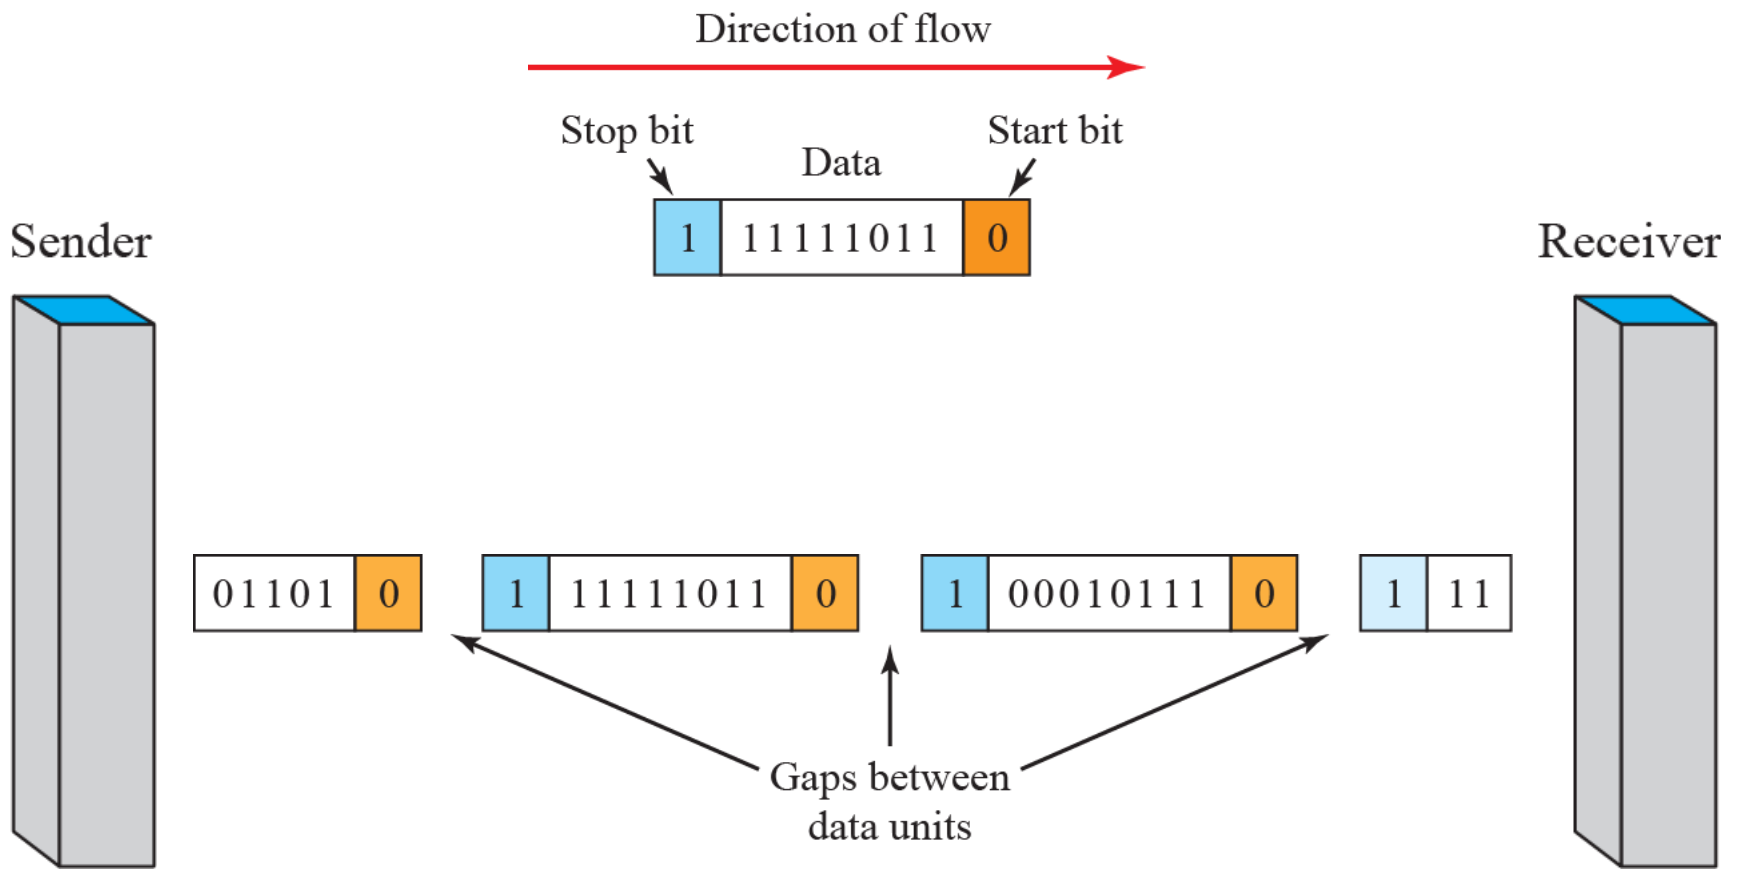 Direction of flow
Stop bit
Start bit
Data
1 11111011 0
Sender
Receiver
01101 0 1 11111011 0 1 00010111 0 1 11
Gaps between
data units